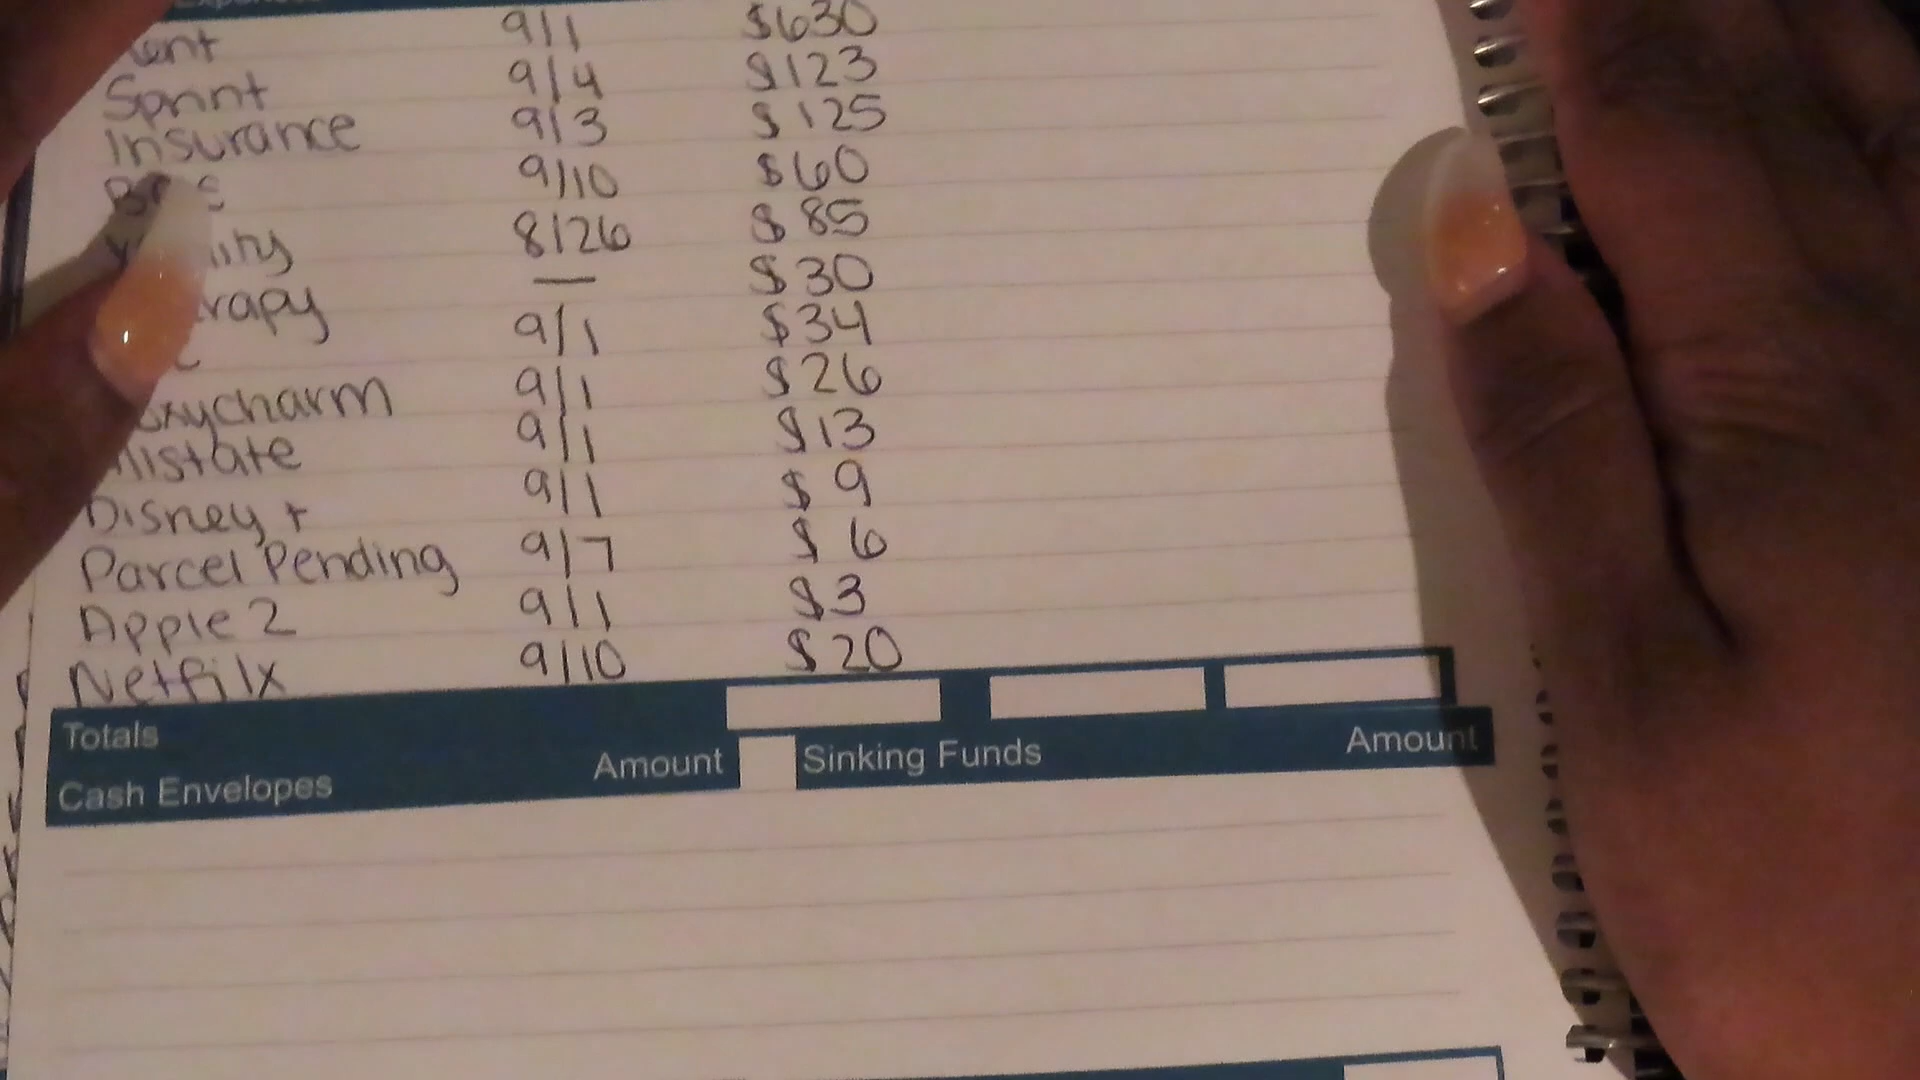 9/1 $630
Sprint 9/4 $123
Insurance 9/3 $125
9/10 $60
8/26 $85
— $30
9/1 $34
9/1 $26
9/1 $13
Disney + 9/1 $9
Parcel Pending 9/7 $6
Apple 2 9/1 $3
Netfilx 9/10 $20
Totals
Cash Envelopes Amount Sinking Funds Amount